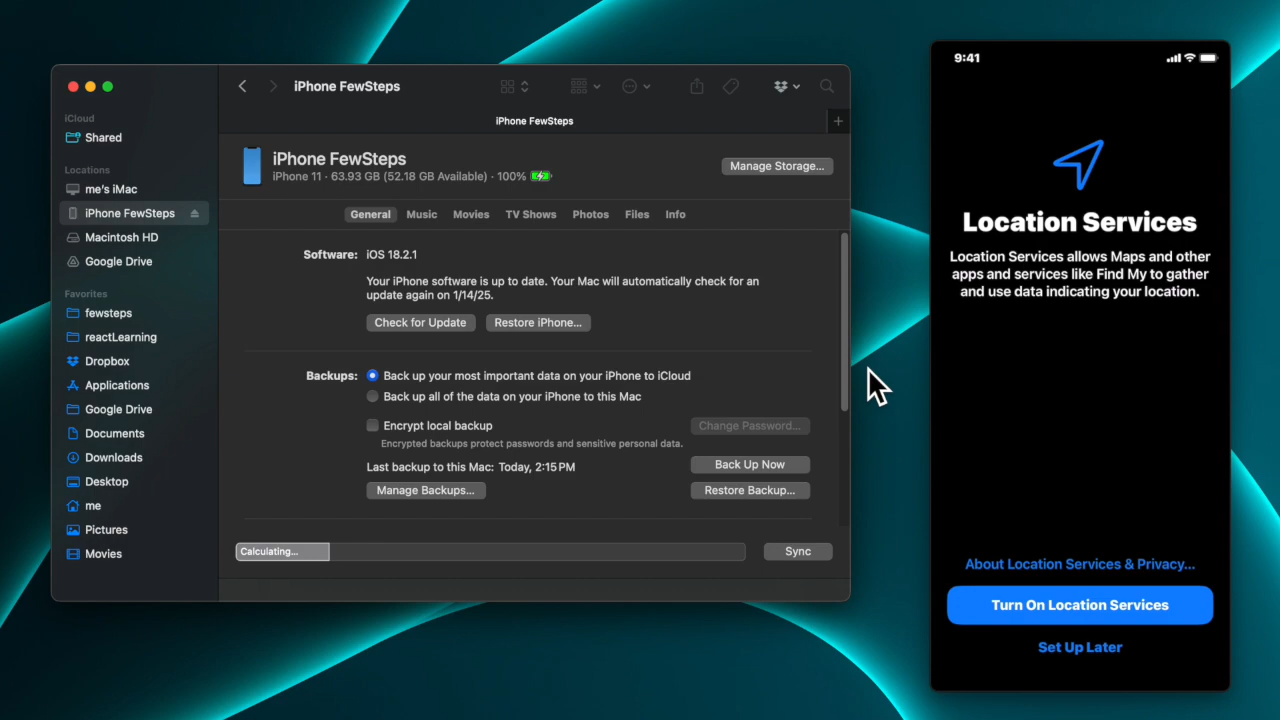 iPhone FewSteps
iCloud
Shared
Locations
me's iMac
iPhone FewSteps
Macintosh HD
Google Drive
Favorites
fewsteps
reactLearning
Dropbox
Applications
Google Drive
Documents
Downloads
Desktop
me
Pictures
Movies
iPhone FewSteps
iPhone FewSteps
iPhone 11 · 63.93 GB (52.18 GB Available) · 100%
Manage Storage...
General Music Movies TV Shows Photos Files Info
Software: iOS 18.2.1
Your iPhone software is up to date. Your Mac will automatically check for an
update again on 1/14/25.
Check for Update Restore iPhone...
Backups: Back up your most important data on your iPhone to iCloud
Back up all of the data on your iPhone to this Mac
Encrypt local backup Change Password...
Encrypted backups protect passwords and sensitive personal data.
Last backup to this Mac: Today, 2:15 PM Back Up Now
Manage Backups... Restore Backup...
Calculating... Sync
9:41
Location Services
Location Services allows Maps and other
apps and services like Find My to gather
and use data indicating your location.
About Location Services & Privacy...
Turn On Location Services
Set Up Later